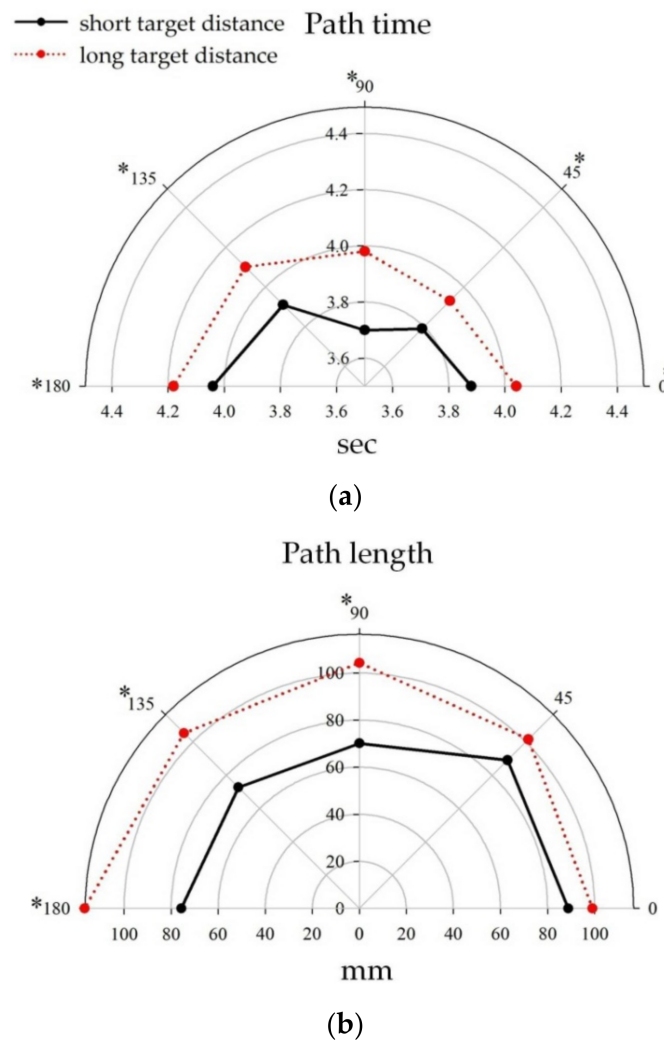 short target distance
Path time
long target distance
*90
*135
45*
4.4
4.2
4.0
3.8
3.6
*180
0*
4.4 4.2 4.0 3.8 3.6 3.6 3.8 4.0 4.2 4.4
sec
(a)
Path length
*90
*135
45
100
80
60
40
20
0
*180
0
100 80 60 40 20 0 20 40 60 80 100
mm
(b)